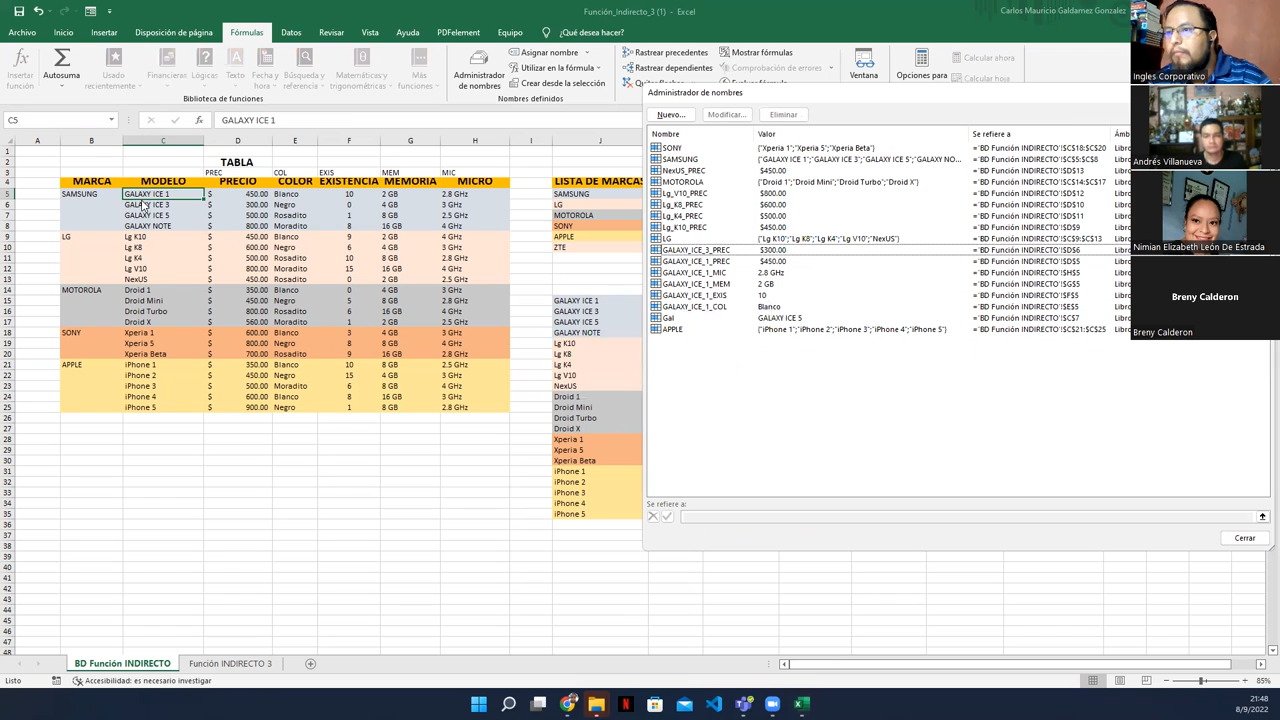 Función_Indirecto_3 (1) - Excel
Carlos Mauricio Galdamez Gonzalez
Archivo Inicio Insertar Disposición de página Fórmulas Datos Revisar Vista Ayuda PDFelement Equipo ¿Qué desea hacer?
Insertar función
Autosuma
Usado recientemente
Financieras
Lógicas
Texto
Fecha y hora
Búsqueda y referencia
Matemáticas y trigonométricas
Más funciones
Biblioteca de funciones
Administrador de nombres
Asignar nombre
Utilizar en la fórmula
Crear desde la selección
Nombres definidos
Rastrear precedentes
Rastrear dependientes
Mostrar fórmulas
Comprobación de errores
Ventana
Opciones para
Calcular ahora
Calcular hoja
C5
fx
GALAXY ICE 1
A B C D E F G H I J
TABLA
PREC COL EXIS MEM MIC
MARCA MODELO PRECIO COLOR EXISTENCIA MEMORIA MICRO
SAMSUNG GALAXY ICE 1 $ 450.00 Blanco 10 2 GB 2.8 GHz
GALAXY ICE 3 $ 300.00 Negro 0 4 GB 3 GHz
GALAXY ICE 5 $ 500.00 Rosadito 1 8 GB 4 GHz
GALAXY NOTE $ 800.00 Moradito 8 16 GB 4 GHz
LG Lg K10 $ 450.00 Blanco 9 2 GB 4 GHz
Lg K8 $ 600.00 Negro 6 4 GB 4 GHz
Lg K4 $ 500.00 Rosadito 10 8 GB 2.8 GHz
Lg V10 $ 800.00 Moradito 15 16 GB 3 GHz
NexUS $ 450.00 Rosadito 0 2 GB 2.5 GHz
MOTOROLA Droid 1 $ 350.00 Blanco 0 4 GB 3 GHz
Droid Mini $ 450.00 Negro 5 8 GB 2.8 GHz
Droid Turbo $ 800.00 Rosadito 6 16 GB 3 GHz
Droid X $ 560.00 Moradito 1 8 GB 2.5 GHz
SONY Xperia 1 $ 600.00 Blanco 3 4 GB 4 GHz
Xperia 5 $ 800.00 Negro 8 8 GB 4 GHz
Xperia Beta $ 700.00 Rosadito 9 16 GB 2.8 GHz
APPLE iPhone 1 $ 350.00 Blanco 10 8 GB 2.5 GHz
iPhone 2 $ 450.00 Negro 15 4 GB 3 GHz
iPhone 3 $ 500.00 Moradito 6 8 GB 4 GHz
iPhone 4 $ 600.00 Blanco 8 16 GB 3 GHz
iPhone 5 $ 900.00 Negro 1 8 GB 2.8 GHz
LISTA DE MARCAS
SAMSUNG
LG
MOTOROLA
SONY
APPLE
ZTE
GALAXY ICE 1
GALAXY ICE 3
GALAXY ICE 5
GALAXY NOTE
Lg K10
Lg K8
Lg K4
Lg V10
NexUS
Droid 1
Droid Mini
Droid Turbo
Droid X
Xperia 1
Xperia 5
Xperia Beta
iPhone 1
iPhone 2
iPhone 3
iPhone 4
iPhone 5
Administrador de nombres
Nuevo... Modificar... Eliminar
Nombre Valor Se refiere a Ámb
SONY {"Xperia 1";"Xperia 5";"Xperia Beta"} ='BD Función INDIRECTO'!$C$18:$C$20 Libro
SAMSUNG {"GALAXY ICE 1";"GALAXY ICE 3";"GALAXY ICE 5";"GALAXY NO... ='BD Función INDIRECTO'!$C$5:$C$8 Libro
NexUS_PREC $450.00 ='BD Función INDIRECTO'!$D$13 Libro
MOTOROLA {"Droid 1";"Droid Mini";"Droid Turbo";"Droid X"} ='BD Función INDIRECTO'!$C$14:$C$17 Libro
Lg_V10_PREC $800.00 ='BD Función INDIRECTO'!$D$12 Libro
Lg_K8_PREC $600.00 ='BD Función INDIRECTO'!$D$10 Libro
Lg_K4_PREC $500.00 ='BD Función INDIRECTO'!$D$11 Libro
Lg_K10_PREC $450.00 ='BD Función INDIRECTO'!$D$9 Libro
LG {"Lg K10";"Lg K8";"Lg K4";"Lg V10";"NexUS"} ='BD Función INDIRECTO'!$C$9:$C$13 Libro
GALAXY_ICE_3_PREC $300.00 ='BD Función INDIRECTO'!$D$6 Libro
GALAXY_ICE_1_PREC $450.00 ='BD Función INDIRECTO'!$D$5 Libro
GALAXY_ICE_1_MIC 2.8 GHz ='BD Función INDIRECTO'!$H$5 Libro
GALAXY_ICE_1_MEM 2 GB ='BD Función INDIRECTO'!$G$5 Libro
GALAXY_ICE_1_EXIS 10 ='BD Función INDIRECTO'!$F$5 Libro
GALAXY_ICE_1_COL Blanco ='BD Función INDIRECTO'!$E$5 Libro
Gal GALAXY ICE 5 ='BD Función INDIRECTO'!$C$7 Libro
APPLE {"iPhone 1";"iPhone 2";"iPhone 3";"iPhone 4";"iPhone 5"} ='BD Función INDIRECTO'!$C$21:$C$25 Libro
Se refiere a:
Cerrar
Ingles Corporativo
Andrés Villanueva
Nimian Elizabeth León De Estrada
Breny Calderon
Breny Calderon
BD Función INDIRECTO Función INDIRECTO 3
Listo Accesibilidad: es necesario investigar
85%
21:48
8/9/2022